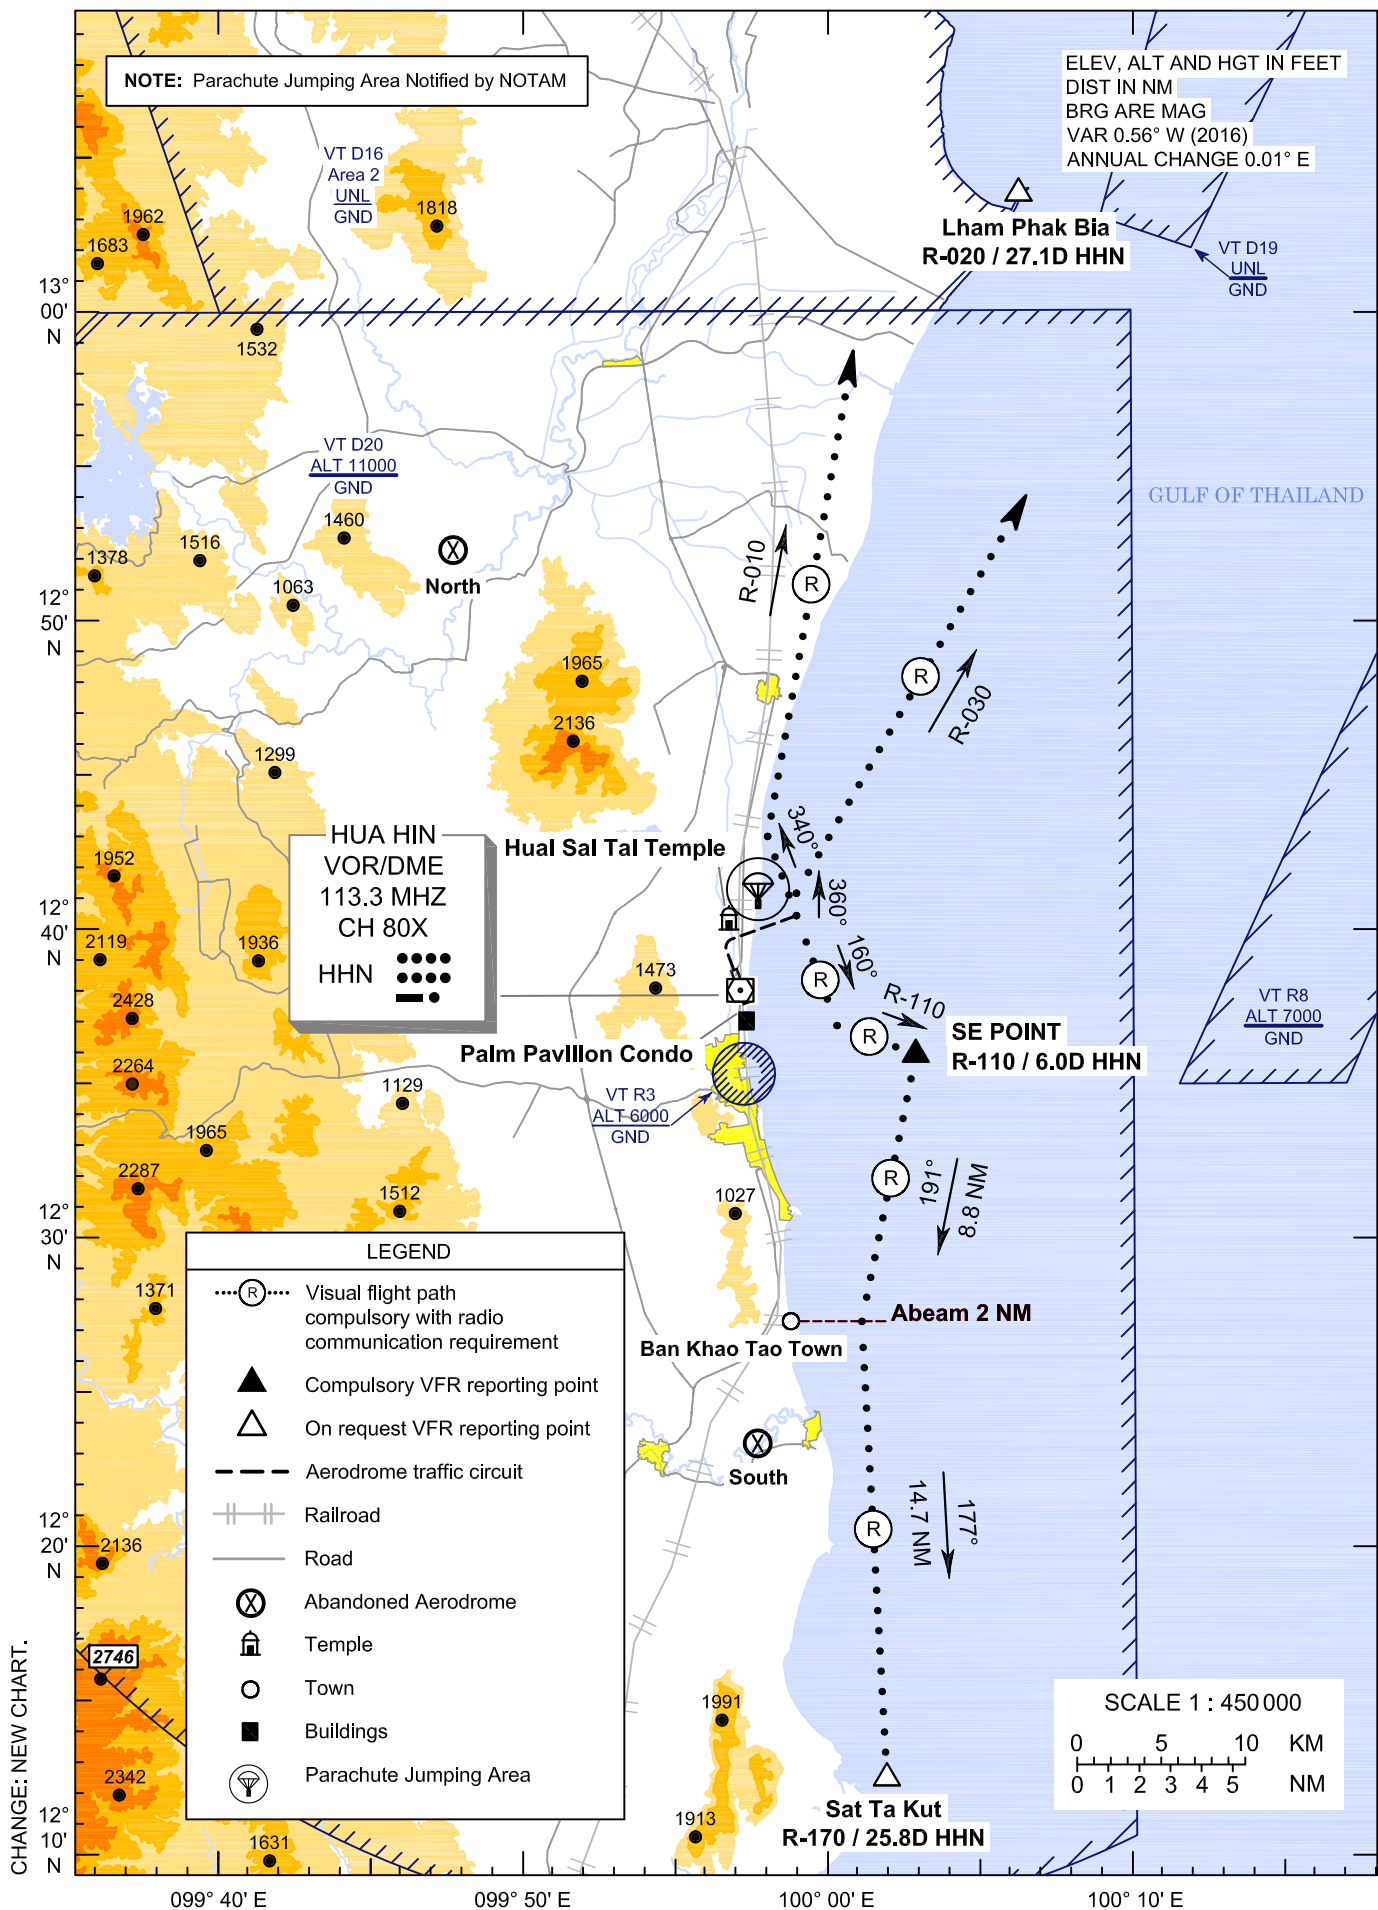 NOTE: Parachute Jumping Area Notified by NOTAM
ELEV, ALT AND HGT IN FEET
DIST IN NM
BRG ARE MAG
VAR 0.56° W (2016)
ANNUAL CHANGE 0.01° E
VT D16
Area 2
UNL
GND
1818
1962
1683
Lham Phak Bia
R-020 / 27.1D HHN
VT D19
UNL
GND
13°
00'
N
1532
VT D20
ALT 11000
GND
GULF OF THAILAND
1460
1516
1378
1063
North
R-010
12°
50'
N
1965
R-030
2136
1299
HUA HIN
VOR/DME
113.3 MHZ
CH 80X
HHN
Hual Sal Tal Temple
340°
360°
160°
1952
12°
40'
N
2119
1936
1473
2428
R-110
SE POINT
R-110 / 6.0D HHN
VT R8
ALT 7000
GND
Palm Pavlllon Condo
2264
1129
VT R3
ALT 6000
GND
1965
2287
1512
1027
191°
8.8 NM
12°
30'
N
1371
Abeam 2 NM
Ban Khao Tao Town
LEGEND
R Visual flight path
compulsory with radio
communication requirement
Compulsory VFR reporting point
On request VFR reporting point
Aerodrome traffic circuit
Railroad
Road
X Abandoned Aerodrome
Temple
Town
Buildings
Parachute Jumping Area
South
177°
14.7 NM
12°
20'
N
2136
2746
1991
2342
1913
1631
SCALE 1 : 450 000
0 5 10 KM
0 1 2 3 4 5 NM
Sat Ta Kut
R-170 / 25.8D HHN
12°
10'
N
CHANGE: NEW CHART.
099° 40' E
099° 50' E
100° 00' E
100° 10' E
R
R
R
R
R
R
X
X